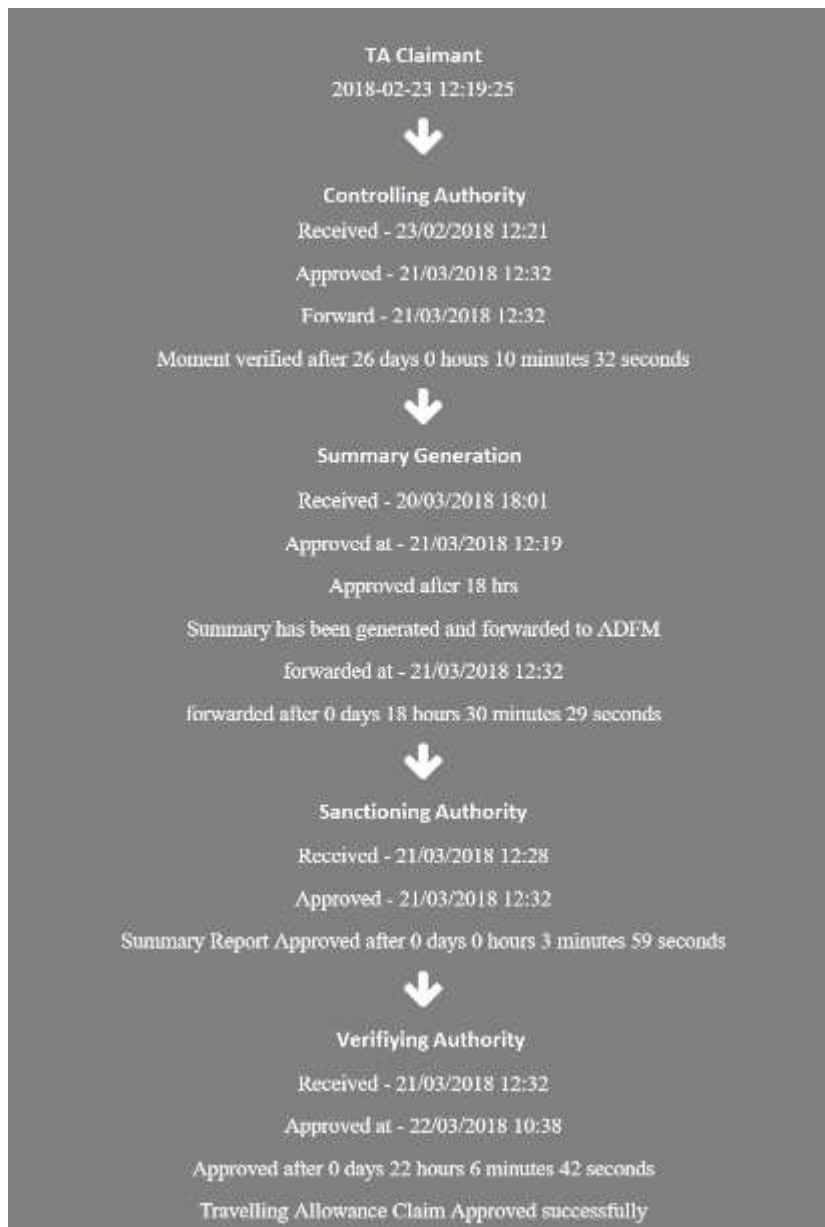 TA Claimant
2018-02-23 12:19:25
Controlling Authority
Received - 23/02/2018 12:21
Approved - 21/03/2018 12:32
Forward - 21/03/2018 12:32
Moment verified after 26 days 0 hours 10 minutes 32 seconds
Summary Generation
Received - 20/03/2018 18:01
Approved at - 21/03/2018 12:19
Approved after 18 hrs
Summary has been generated and forwarded to ADFM
forwarded at - 21/03/2018 12:32
forwarded after 0 days 18 hours 30 minutes 29 seconds
Sanctioning Authority
Received - 21/03/2018 12:28
Approved - 21/03/2018 12:32
Summary Report Approved after 0 days 0 hours 3 minutes 59 seconds
Verifiying Authority
Received - 21/03/2018 12:32
Approved at - 22/03/2018 10:38
Approved after 0 days 22 hours 6 minutes 42 seconds
Travelling Allowance Claim Approved successfully